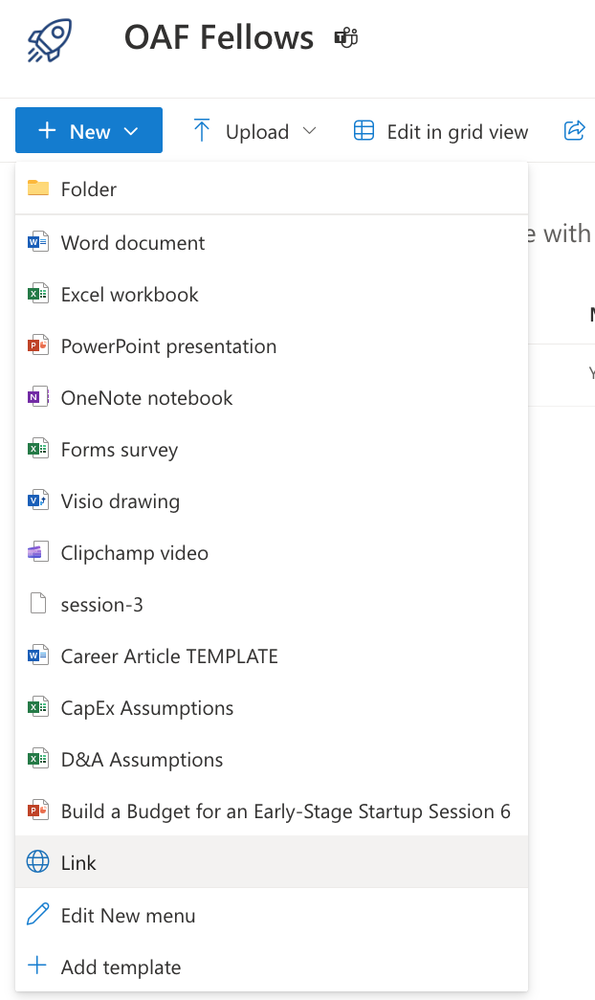 OAF Fellows
New
Upload
Edit in grid view
Folder
e with
Word document
Excel workbook
PowerPoint presentation
OneNote notebook
Forms survey
Visio drawing
Clipchamp video
session-3
Career Article TEMPLATE
CapEx Assumptions
D&A Assumptions
Build a Budget for an Early-Stage Startup Session 6
Link
Edit New menu
Add template